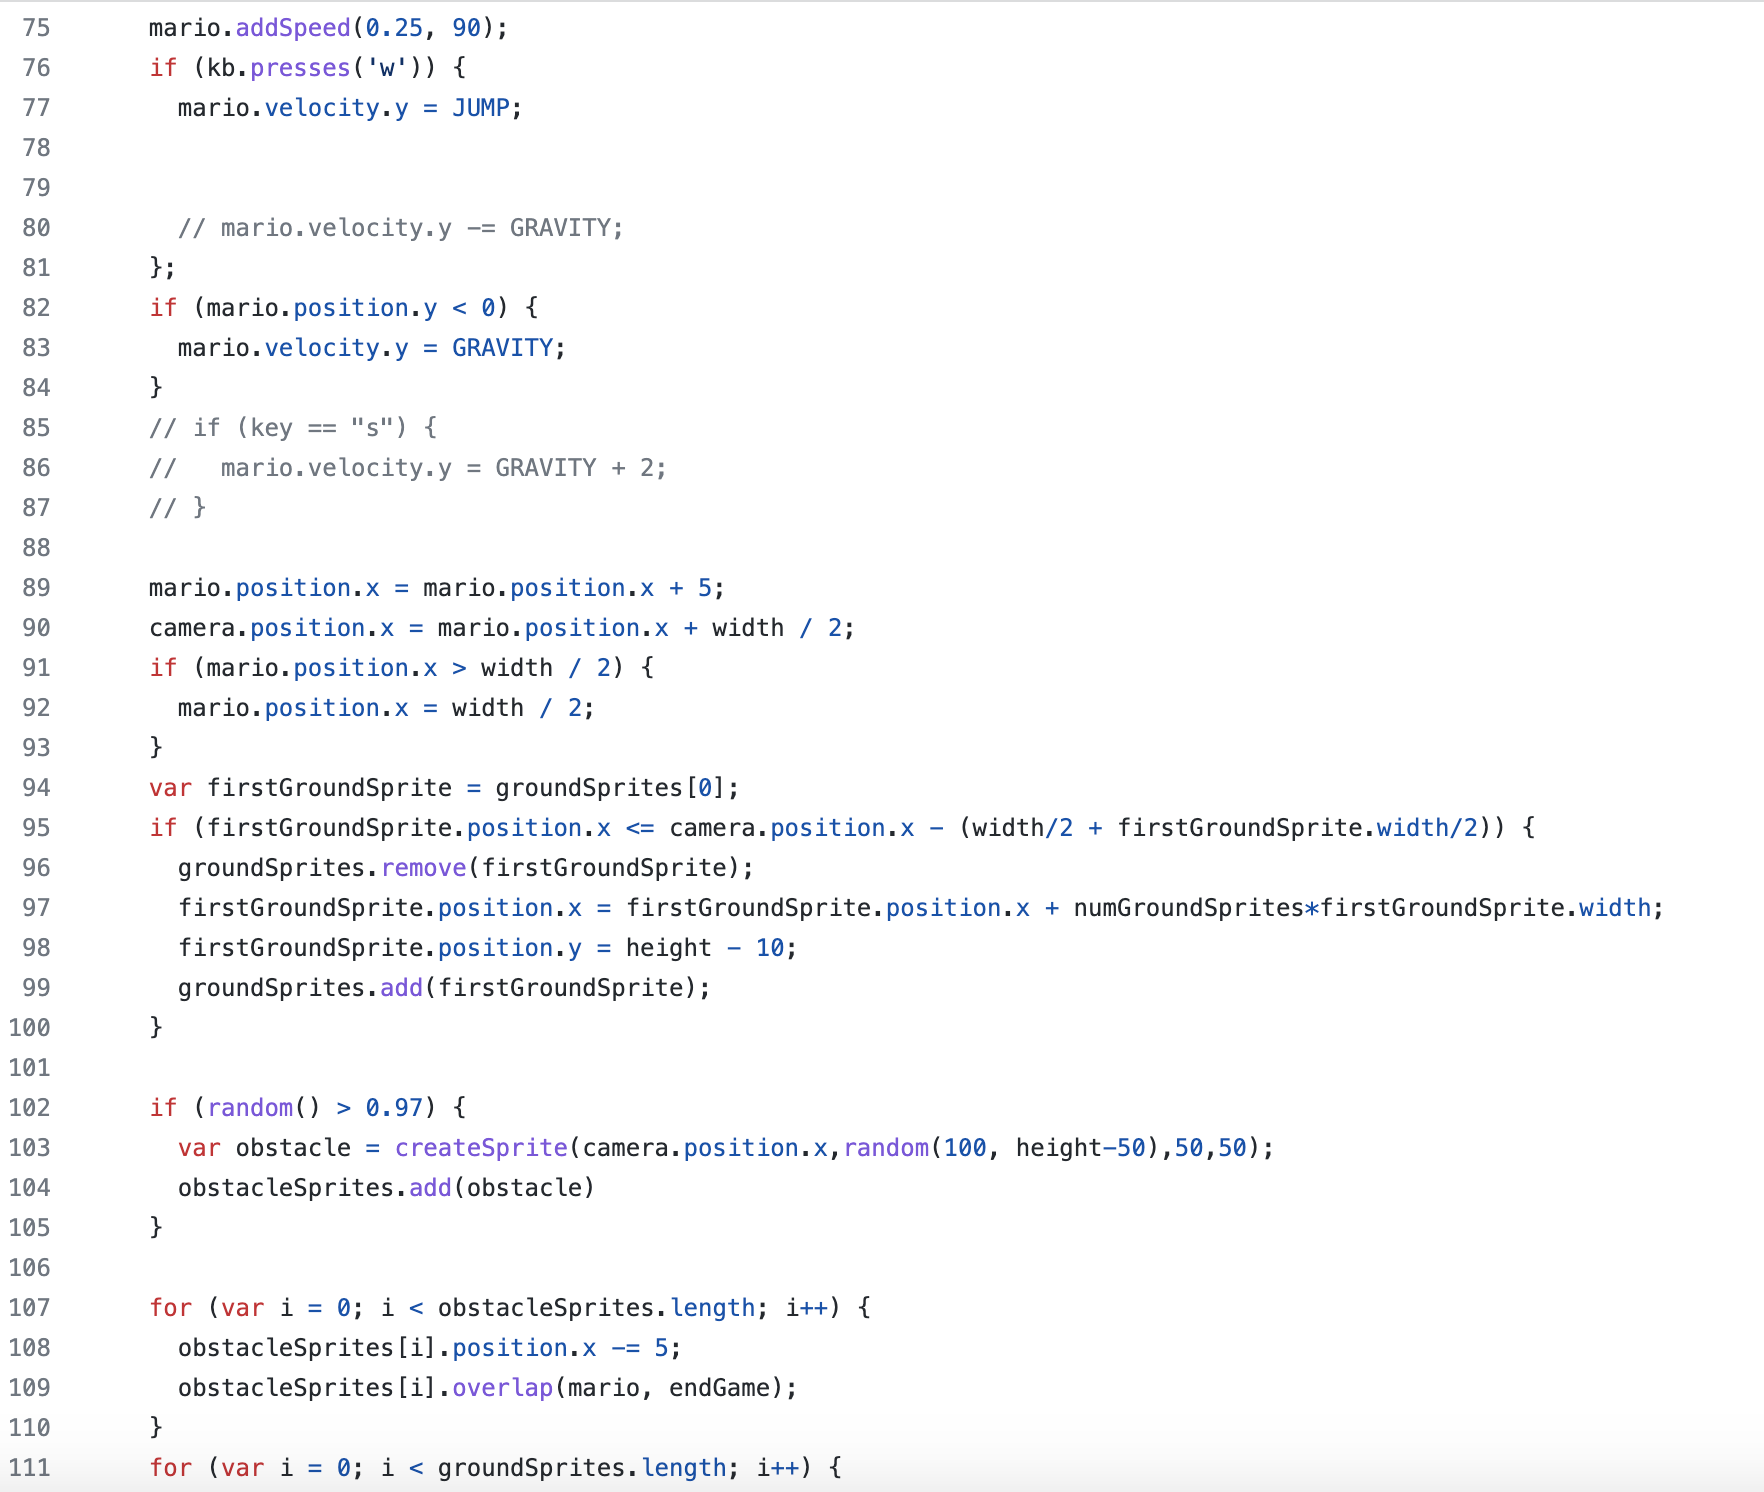 75 mario.addSpeed(0.25, 90);
76 if (kb.presses('w')) {
77 mario.velocity.y = JUMP;
78
79
80 // mario.velocity.y -= GRAVITY;
81 };
82 if (mario.position.y < 0) {
83 mario.velocity.y = GRAVITY;
84 }
85 // if (key == "s") {
86 //   mario.velocity.y = GRAVITY + 2;
87 // }
88
89 mario.position.x = mario.position.x + 5;
90 camera.position.x = mario.position.x + width / 2;
91 if (mario.position.x > width / 2) {
92 mario.position.x = width / 2;
93 }
94 var firstGroundSprite = groundSprites[0];
95 if (firstGroundSprite.position.x <= camera.position.x - (width/2 + firstGroundSprite.width/2)) {
96 groundSprites.remove(firstGroundSprite);
97 firstGroundSprite.position.x = firstGroundSprite.position.x + numGroundSprites*firstGroundSprite.width;
98 firstGroundSprite.position.y = height - 10;
99 groundSprites.add(firstGroundSprite);
100 }
101
102 if (random() > 0.97) {
103 var obstacle = createSprite(camera.position.x,random(100, height-50),50,50);
104 obstacleSprites.add(obstacle)
105 }
106
107 for (var i = 0; i < obstacleSprites.length; i++) {
108 obstacleSprites[i].position.x -= 5;
109 obstacleSprites[i].overlap(mario, endGame);
110 }
111 for (var i = 0; i < groundSprites.length; i++) {